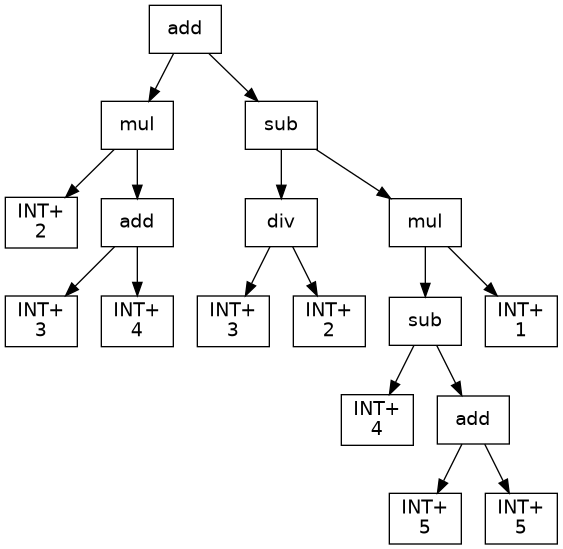 add
mul
sub
INT+
2
add
div
mul
INT+
3
INT+
4
INT+
3
INT+
2
sub
INT+
1
INT+
4
add
INT+
5
INT+
5